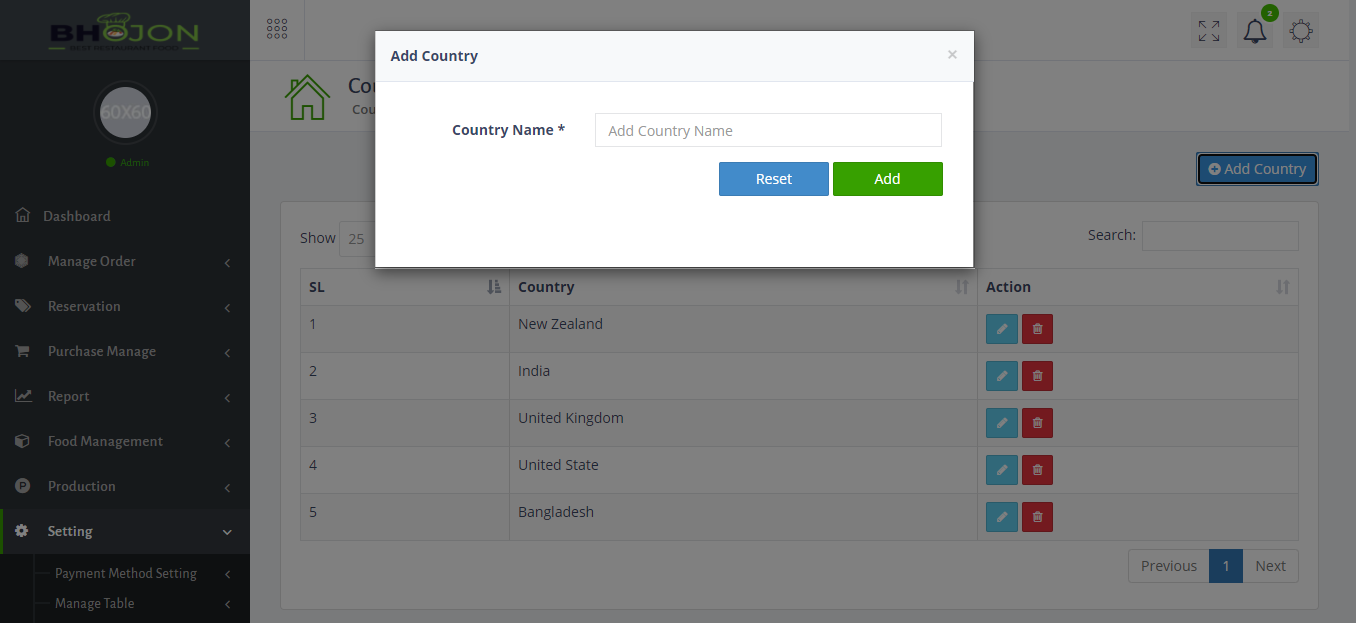 BHOJON
BEST RESTAURANT FOOD
60X60
Admin
Dashboard
Manage Order
Reservation
Purchase Manage
Report
Food Management
Production
Setting
Payment Method Setting
Manage Table
2
Cou
Cou
Add Country
×
Country Name *
Add Country Name
Reset
Add
Add Country
Show 25
Search:
SL Country Action
1 New Zealand
2 India
3 United Kingdom
4 United State
5 Bangladesh
Previous 1 Next